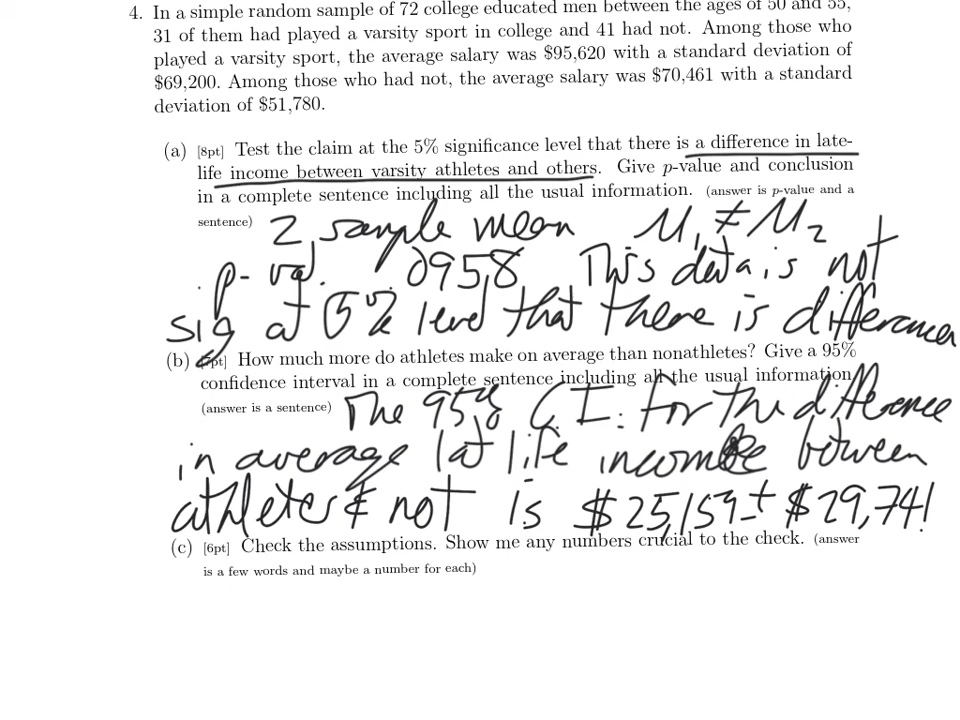 4. In a simple random sample of 72 college educated men between the ages of 50 and 55,
31 of them had played a varsity sport in college and 41 had not. Among those who
played a varsity sport, the average salary was $95,620 with a standard deviation of
$69,200. Among those who had not, the average salary was $70,461 with a standard
deviation of $51,780.
(a) [8pt] Test the claim at the 5% significance level that there is a difference in late-
life income between varsity athletes and others. Give p-value and conclusion
in a complete sentence including all the usual information. (answer is p-value and a
sentence) 2 sample mean M₁ ≠ M₂
p-val. .0958 This data is not
sig at 5% level that there is difference
(b) [6pt] How much more do athletes make on average than nonathletes? Give a 95%
confidence interval in a complete sentence including all the usual information.
(answer is a sentence) The 95% C.I. for the difference
in average lat life income between
athletes & not is $25,159 ± $29,741
(c) [6pt] Check the assumptions. Show me any numbers crucial to the check. (answer
is a few words and maybe a number for each)